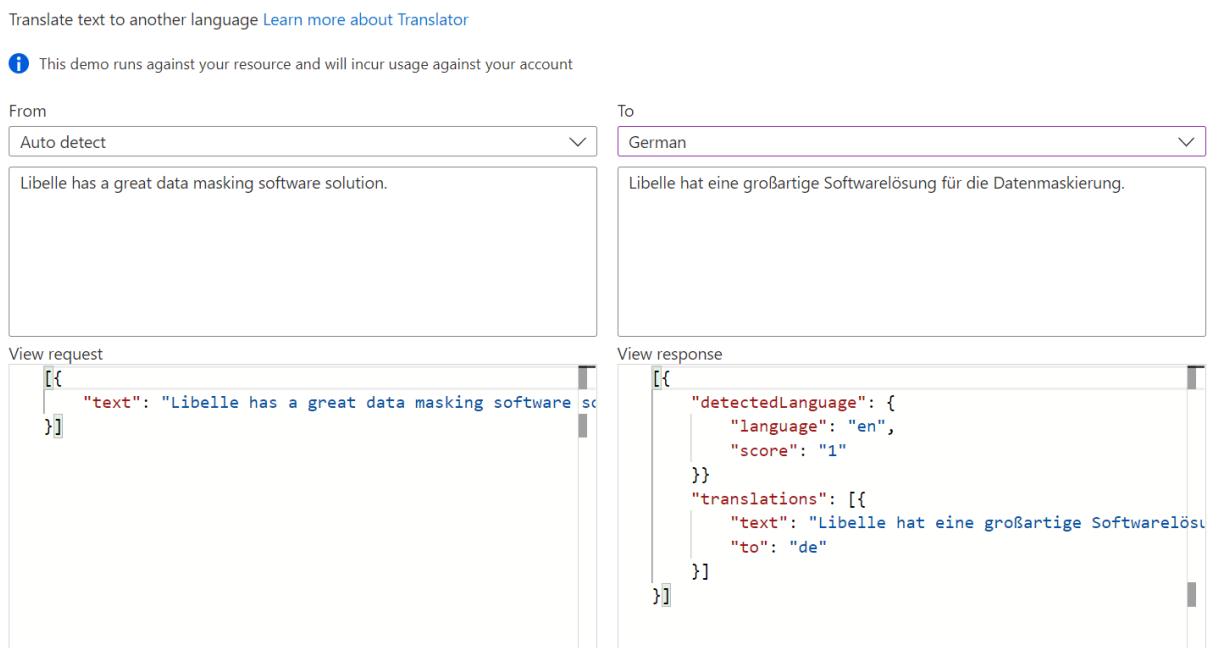 Translate text to another language Learn more about Translator
This demo runs against your resource and will incur usage against your account
From
Auto detect
Libelle has a great data masking software solution.
To
German
Libelle hat eine großartige Softwarelösung für die Datenmaskierung.
View request
[{
"text": "Libelle has a great data masking software
}]
View response
[{
"detectedLanguage": {
"language": "en",
"score": "1"
}}
"translations": [{
"text": "Libelle hat eine großartige
"to": "de"
}]
}]